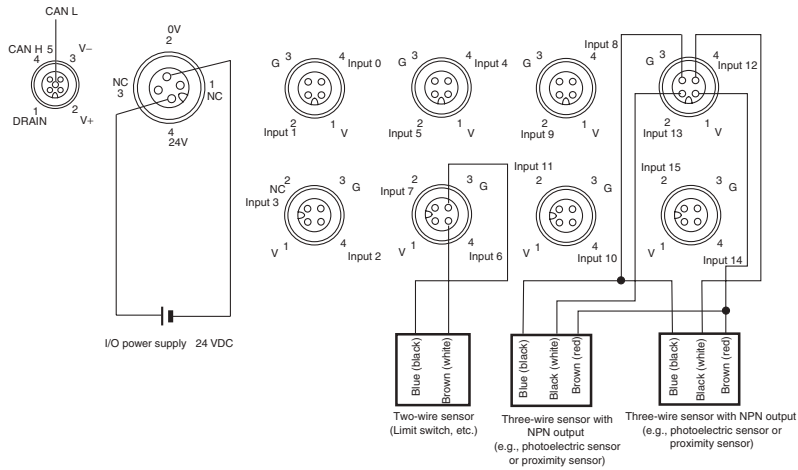 CAN L
CAN H 5 V–
4 3
1 2
DRAIN V+
0V
2
NC
3
1
NC
4
24V
I/O power supply 24 VDC
G 3 4 Input 0
2 1
Input 1 V
G 3 4 Input 4
2 1
Input 5 V
Input 8
G 3 4
2 1
Input 9 V
G 3 4 Input 12
2 1
Input 13 V
NC 2 3 G
Input 3
V 1 4 Input 2
2 3 G
Input 7
V 1 4 Input 6
Input 11
2 3 G
V 1 4 Input 10
Input 15
2 3 G
V 1 4
Input 14
Blue (black)
Brown (white)
Two-wire sensor
(Limit switch, etc.)
Blue (black)
Black (white)
Brown (red)
Three-wire sensor with
NPN output
(e.g., photoelectric sensor
or proximity sensor)
Blue (black)
Black (white)
Brown (red)
Three-wire sensor with NPN output
(e.g., photoelectric sensor or
proximity sensor)